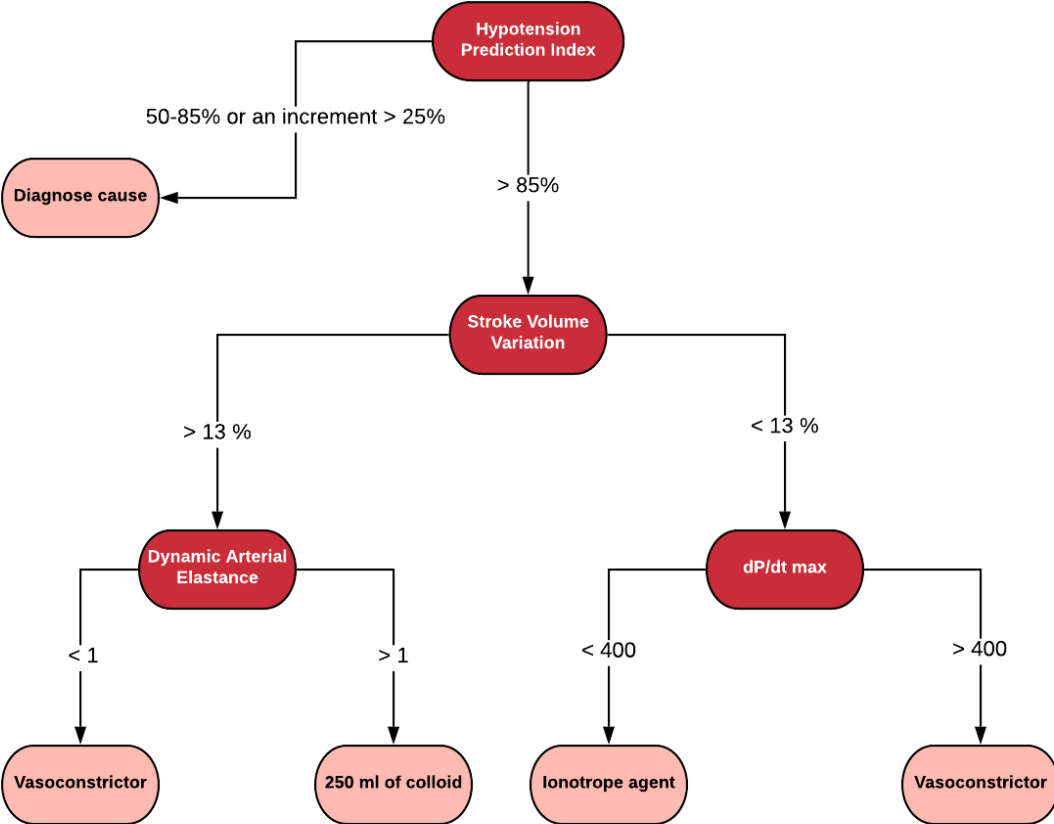 Hypotension
Prediction Index
50-85% or an increment > 25%
Diagnose cause
> 85%
Stroke Volume
Variation
> 13 %
< 13 %
Dynamic Arterial
Elastance
dP/dt max
< 1
> 1
< 400
> 400
Vasoconstrictor
250 ml of colloid
Ionotrope agent
Vasoconstrictor